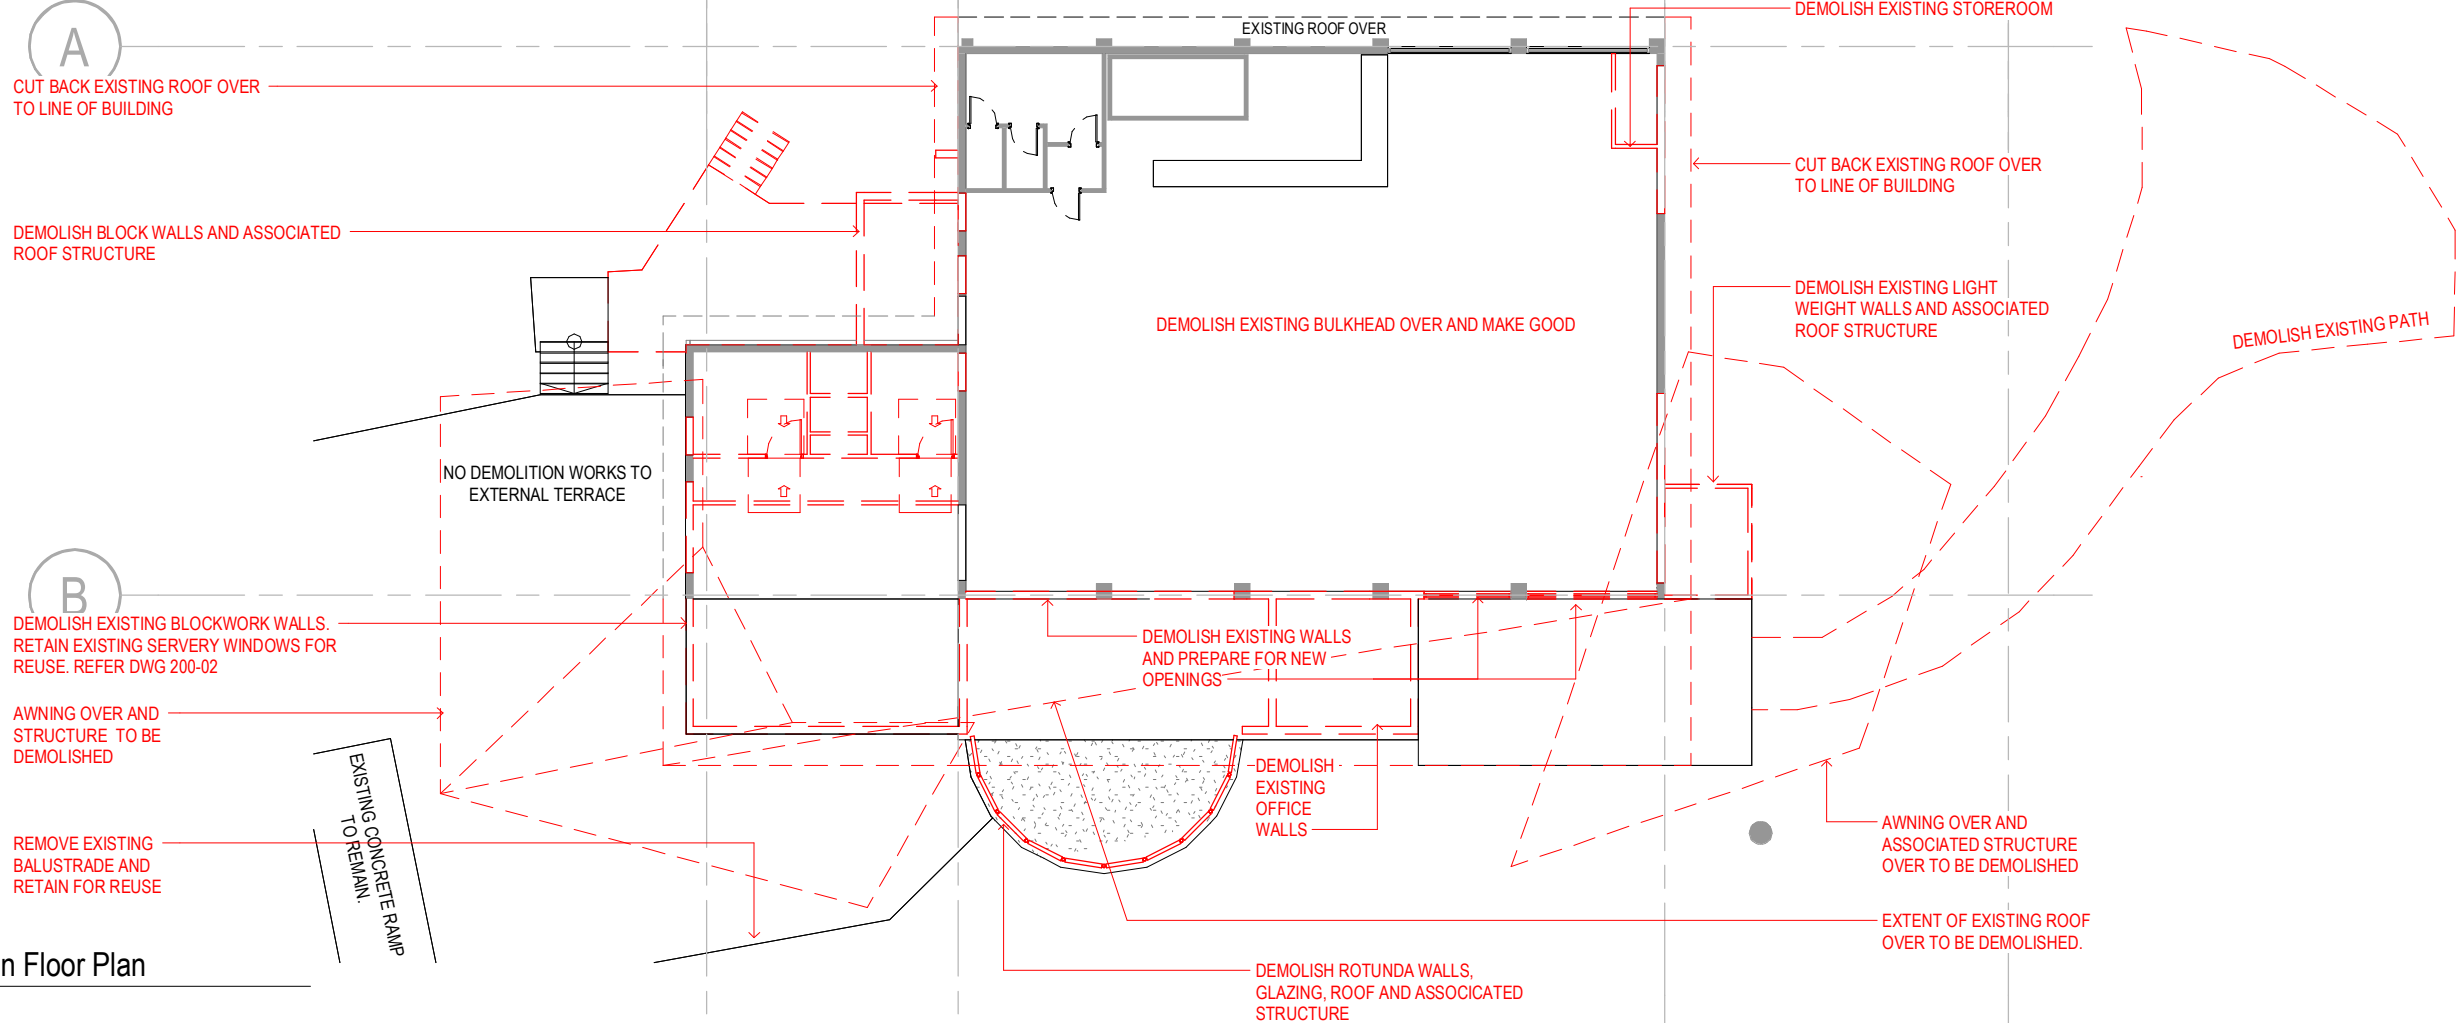 A
EXISTING ROOF OVER
DEMOLISH EXISTING STOREROOM
CUT BACK EXISTING ROOF OVER
TO LINE OF BUILDING
CUT BACK EXISTING ROOF OVER
TO LINE OF BUILDING
DEMOLISH BLOCK WALLS AND ASSOCIATED
ROOF STRUCTURE
DEMOLISH EXISTING LIGHT
WEIGHT WALLS AND ASSOCIATED
ROOF STRUCTURE
DEMOLISH EXISTING BULKHEAD OVER AND MAKE GOOD
DEMOLISH EXISTING PATH
NO DEMOLITION WORKS TO
EXTERNAL TERRACE
B
DEMOLISH EXISTING BLOCKWORK WALLS.
RETAIN EXISTING SERVERY WINDOWS FOR
REUSE. REFER DWG 200-02
DEMOLISH EXISTING WALLS
AND PREPARE FOR NEW
OPENINGS
AWNING OVER AND
STRUCTURE TO BE
DEMOLISHED
EXISTING CONCRETE RAMP
TO REMAIN.
DEMOLISH
EXISTING
OFFICE
WALLS
REMOVE EXISTING
BALUSTRADE AND
RETAIN FOR REUSE
AWNING OVER AND
ASSOCIATED STRUCTURE
OVER TO BE DEMOLISHED
EXTENT OF EXISTING ROOF
OVER TO BE DEMOLISHED.
n Floor Plan
DEMOLISH ROTUNDA WALLS,
GLAZING, ROOF AND ASSOCICATED
STRUCTURE